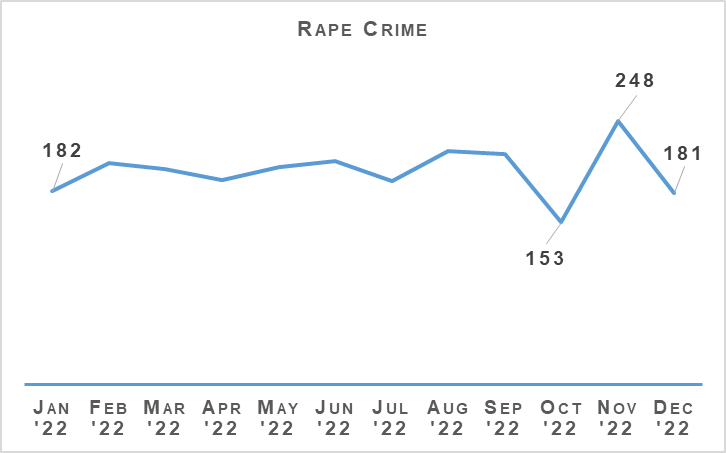 Rape Crime
248
182
181
153
Jan Feb Mar Apr May Jun Jul Aug Sep Oct Nov Dec
'22 '22 '22 '22 '22 '22 '22 '22 '22 '22 '22 '22